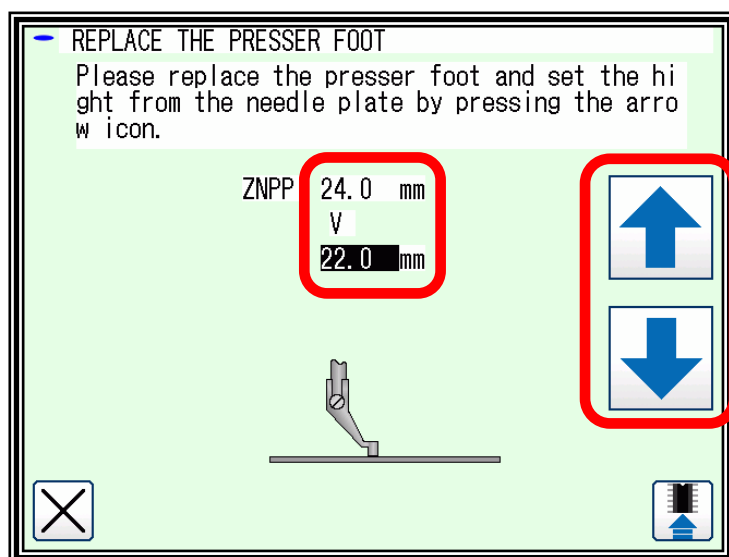 REPLACE THE PRESSER FOOT
Please replace the presser foot and set the hi
ght from the needle plate by pressing the arro
w icon.
ZNPP 24.0 mm
V
22.0 mm